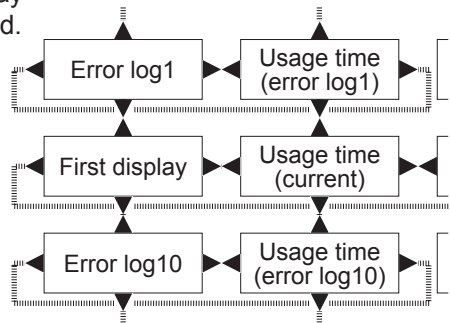 d.
Error log1
Usage time
(error log1)
First display
Usage time
(current)
Error log10
Usage time
(error log10)